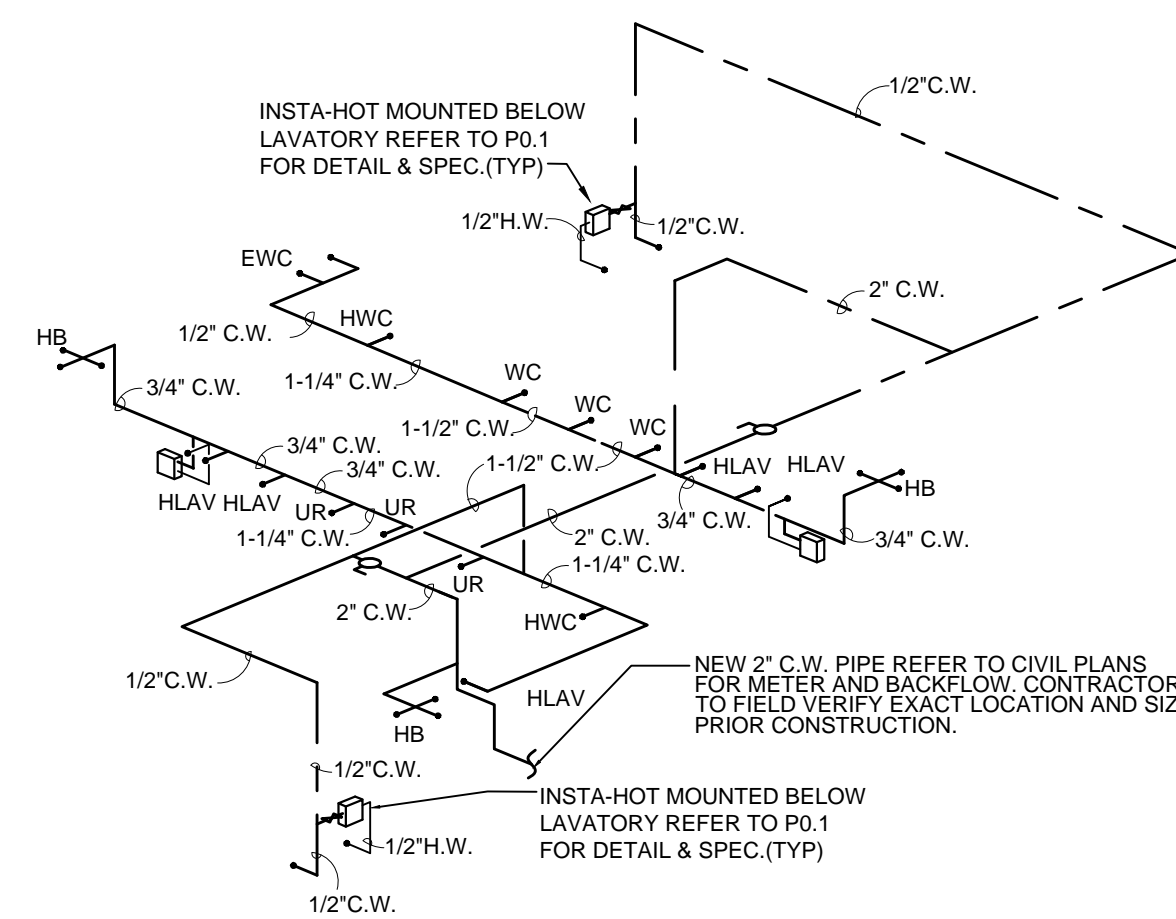 1/2"C.W.
INSTA-HOT MOUNTED BELOW
LAVATORY REFER TO P0.1
FOR DETAIL & SPEC.(TYP)
1/2"H.W.
1/2"C.W.
EWC
2" C.W.
1/2" C.W.
HWC
HB
3/4" C.W.
1-1/4" C.W.
WC
WC
1-1/2" C.W.
WC
3/4" C.W.
3/4" C.W.
1-1/2" C.W.
HLAV
HLAV
HB
HLAV
HLAV
UR
UR
3/4" C.W.
1-1/4" C.W.
2" C.W.
3/4" C.W.
1-1/4" C.W.
UR
2" C.W.
HWC
1/2"C.W.
HLAV
NEW 2" C.W. PIPE REFER TO CIVIL PLANS
FOR METER AND BACKFLOW. CONTRACTOR
TO FIELD VERIFY EXACT LOCATION AND SIZ
PRIOR CONSTRUCTION.
HB
1/2"C.W.
INSTA-HOT MOUNTED BELOW
LAVATORY REFER TO P0.1
FOR DETAIL & SPEC.(TYP)
1/2"H.W.
1/2"C.W.